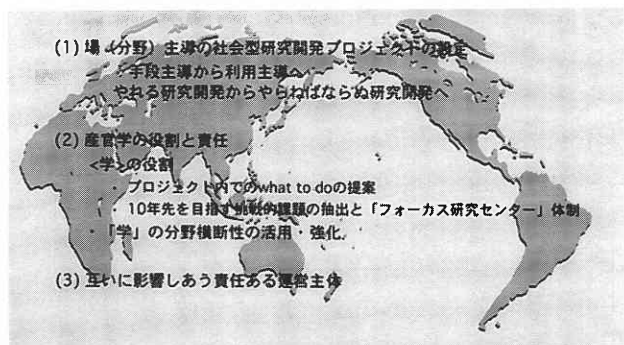 (1) 場（分野）主導の社会型研究開発プロジェクトの設定
・手段主導から利用主導へ
・やれる研究開発からやらねばならぬ研究開発へ
(2) 産官学の役割と責任
<学>の役割
・ プロジェクト内でのwhat to doの提案
・ 10年先を目指す挑戦的課題の抽出と「フォーカス研究センター」体制
・「学」の分野横断性の活用・強化
(3) 互いに影響しあう責任ある運営主体